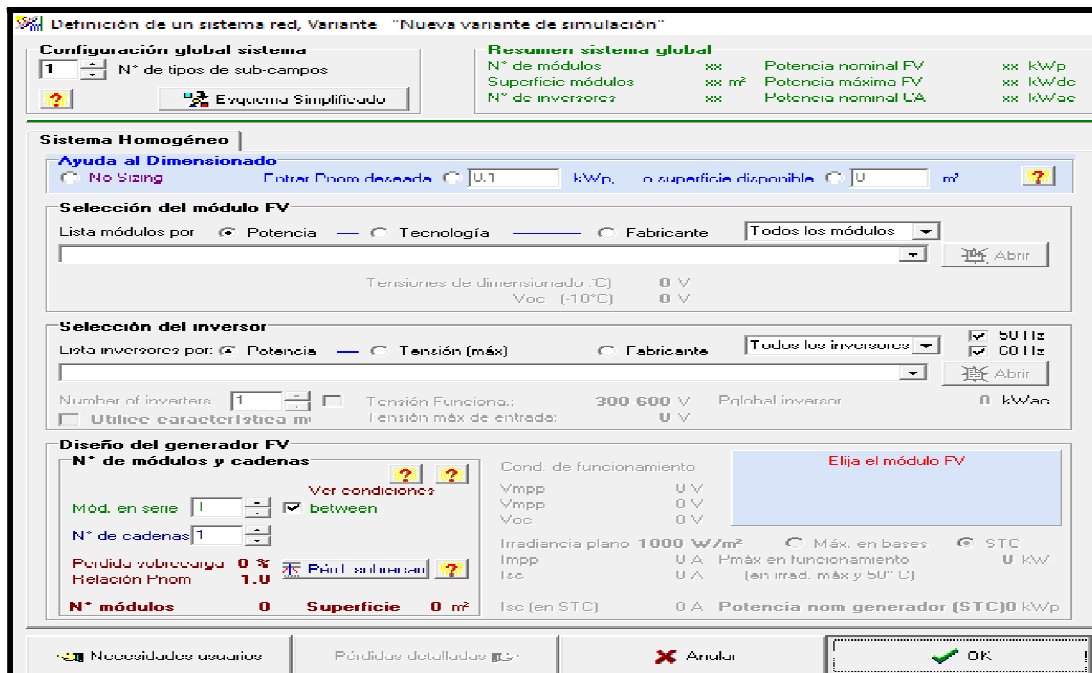 Definición de un sistema red, Variante "Nueva variante de simulación"
Configuración global sistema
1 N° de tipos de sub-campos
? Esquema Simplificado
Resumen sistema global
N° de módulos xx Potencia nominal FV xx kWp
Superficie módulos xx m² Potencia máxima FV xx kWdc
N° de inversores xx Potencia nominal CA xx kWac
Sistema Homogéneo
Ayuda al Dimensionado
No Sizing Entrar Pnom deseada 0.1 kWp, o superficie disponible 0 m² ?
Selección del módulo FV
Lista módulos por Potencia Tecnología Fabricante Todos los módulos
Abrir
Tensiones de dimensionado :°C) 0 V
Voc (-10°C) 0 V
Selección del inversor
Lista inversores por: Potencia Tensión (máx) Fabricante Todos los inversores 50 Hz
60 Hz
Abrir
Number of inverters 1 Tensión Funciona.: 300-600 V Pglobal inversor 0 kWac
Utilice característica m Tensión máx de entrada: 0 V
Diseño del generador FV
N° de módulos y cadenas
? ?
Ver condiciones
Mód. en serie 1 between
N° de cadenas 1
Perdida sobrecarga 0 %
Relación Pnom 1.0
Pérd. sobrecar ?
N° módulos 0 Superficie 0 m²
Cond. de funcionamiento
Vmpp 0 V
Vmpp 0 V
Voc 0 V
Elija el módulo FV
Irradiancia plano 1000 W/m² Máx. en bases STC
Impp 0 A Pmáx en funcionamiento 0 kW
Isc 0 A (en irrad. máx y 50° C)
Isc (en STC) 0 A Potencia nom generador (STC)0 kWp
Necesidades usuarios Pérdidas detalladas Anular OK